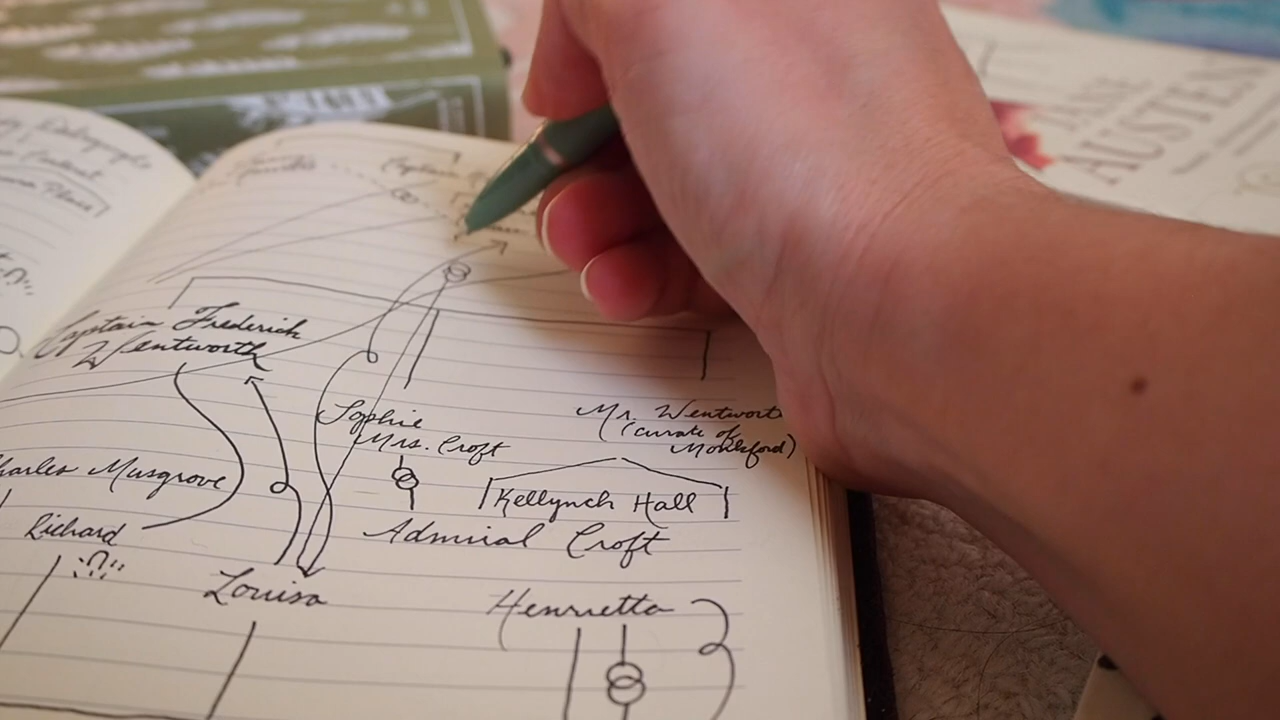 Captain Frederick
Wentworth
Sophie
Mrs. Croft
Mr. Wentwort
(curate of
Monkford)
Charles Musgrove
Kellynch Hall
Richard
Admiral Croft
Louisa
Henrietta
JANE
AUSTEN